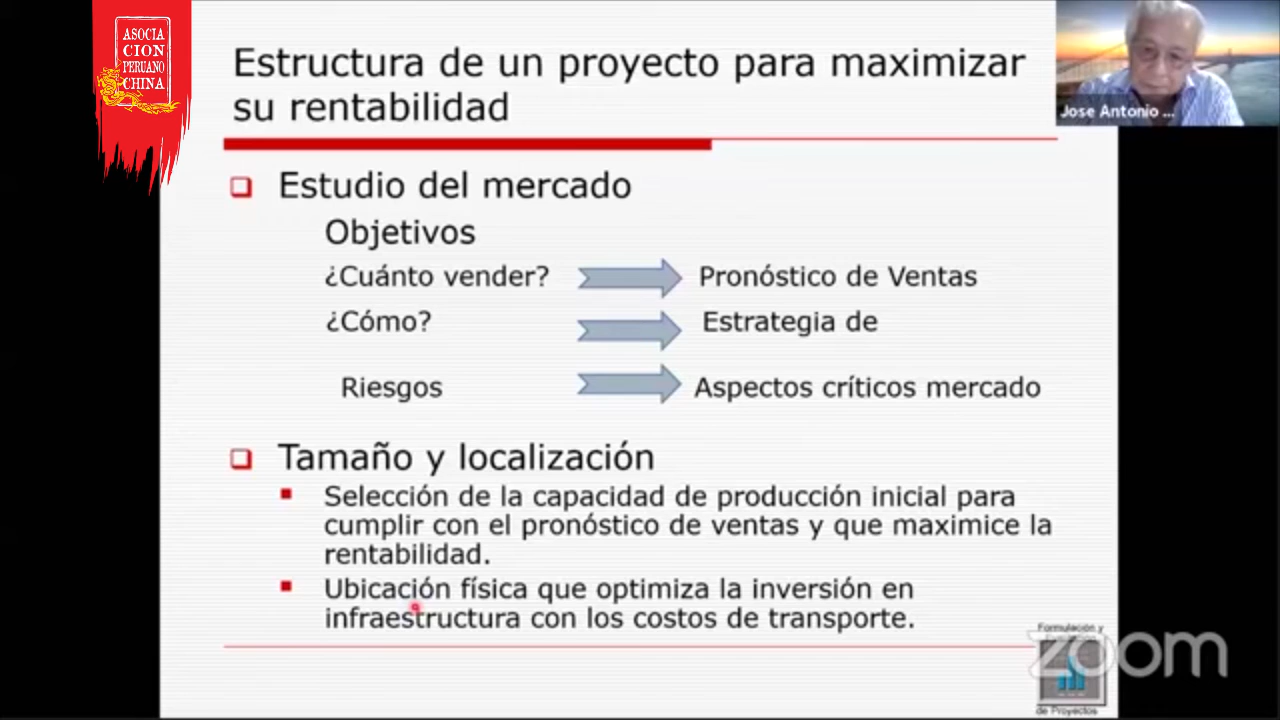 ASOCIA
CION
PERUANO
CHINA
Estructura de un proyecto para maximizar
su rentabilidad
Jose Antonio ...
Estudio del mercado
Objetivos
¿Cuánto vender? Pronóstico de Ventas
¿Cómo? Estrategia de
Riesgos Aspectos críticos mercado
Tamaño y localización
Selección de la capacidad de producción inicial para
cumplir con el pronóstico de ventas y que maximice la
rentabilidad.
Ubicación física que optimiza la inversión en
infraestructura con los costos de transporte.
Formulación y
zoom
de Proyectos